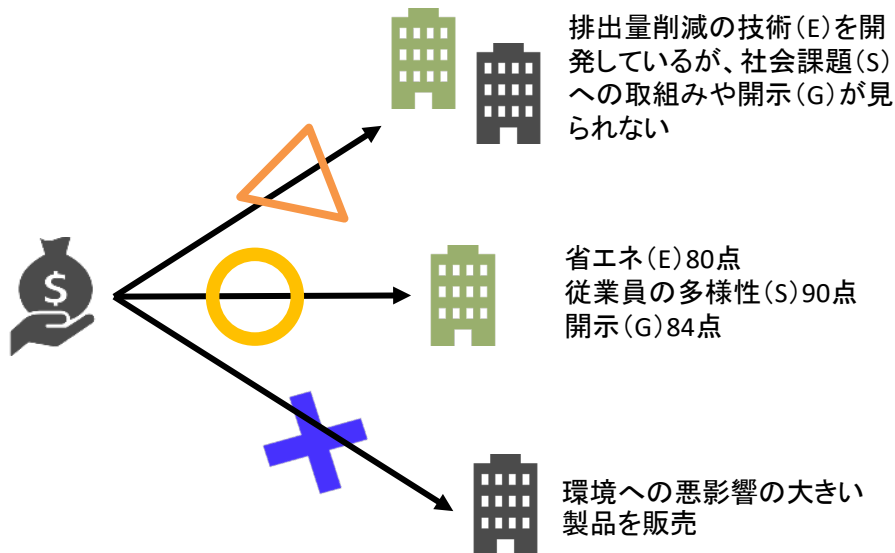 排出量削減の技術(E)を開
発しているが、社会課題(S)
への取組みや開示(G)が見
られない
$
省エネ(E)80点
従業員の多様性(S)90点
開示(G)84点
環境への悪影響の大きい
製品を販売